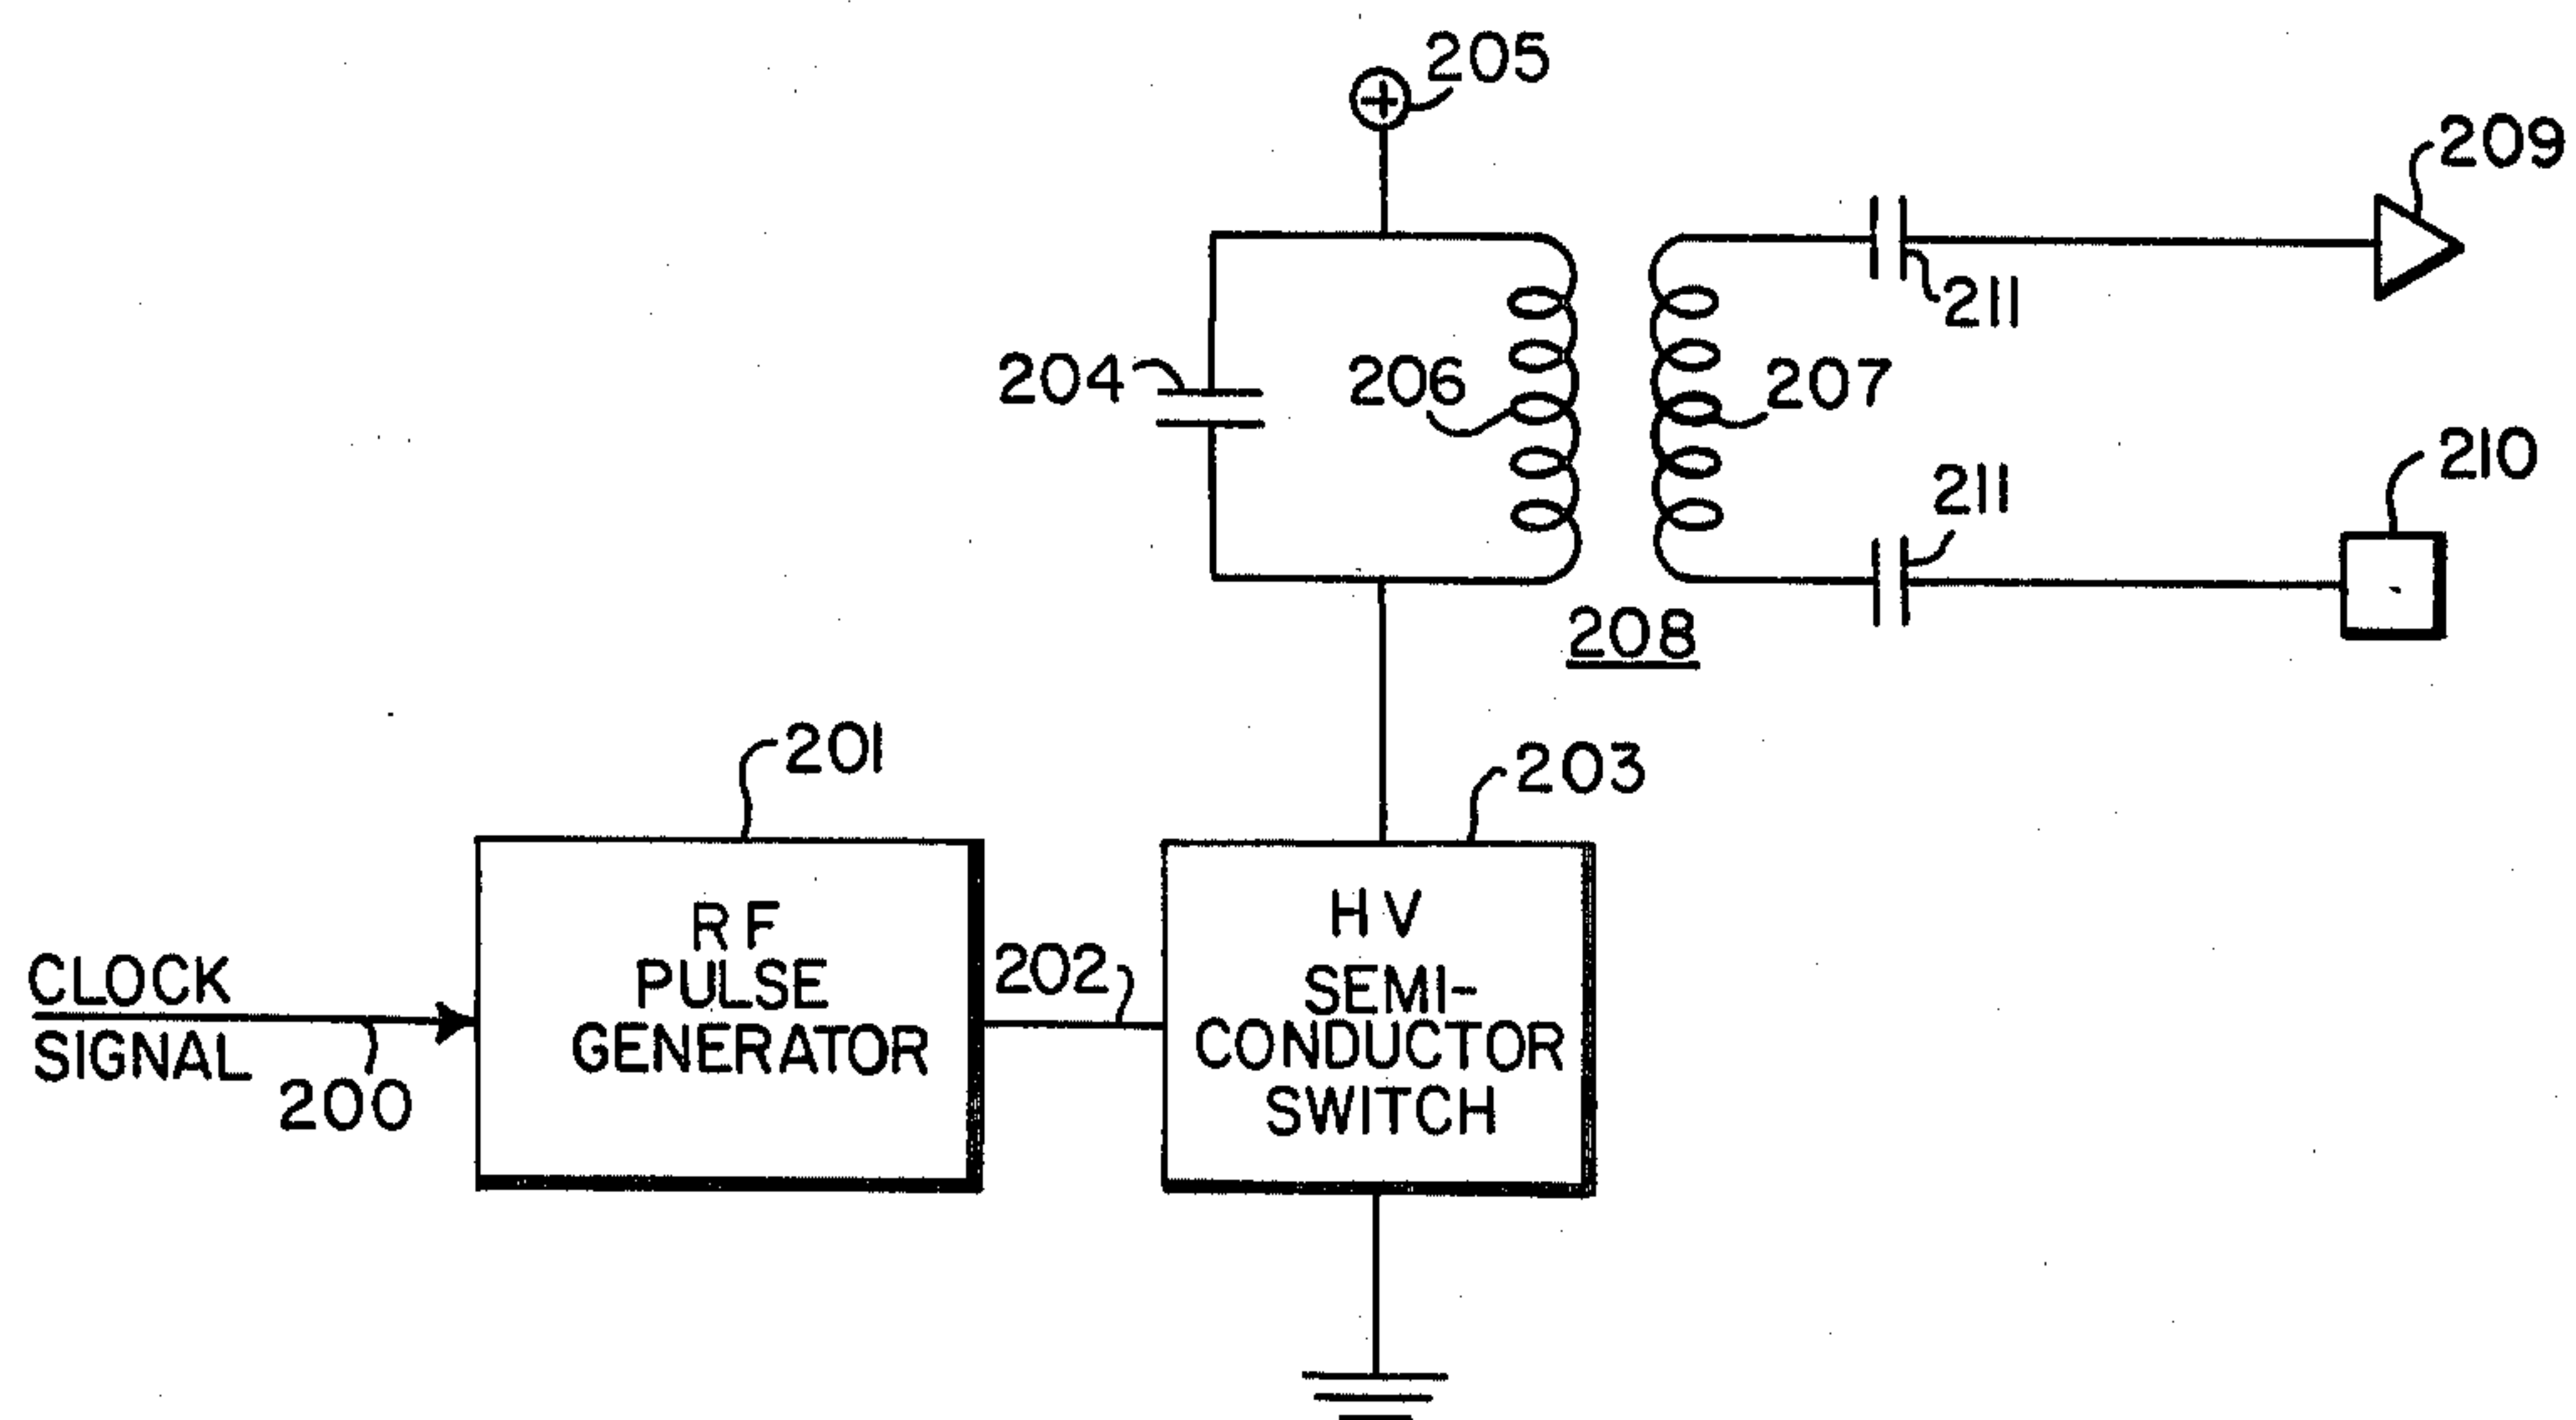 205
209
211
204
206
207
210
211
208
201
203
RF
PULSE
GENERATOR
HV
SEMI-
CONDUCTOR
SWITCH
202
CLOCK
SIGNAL
200